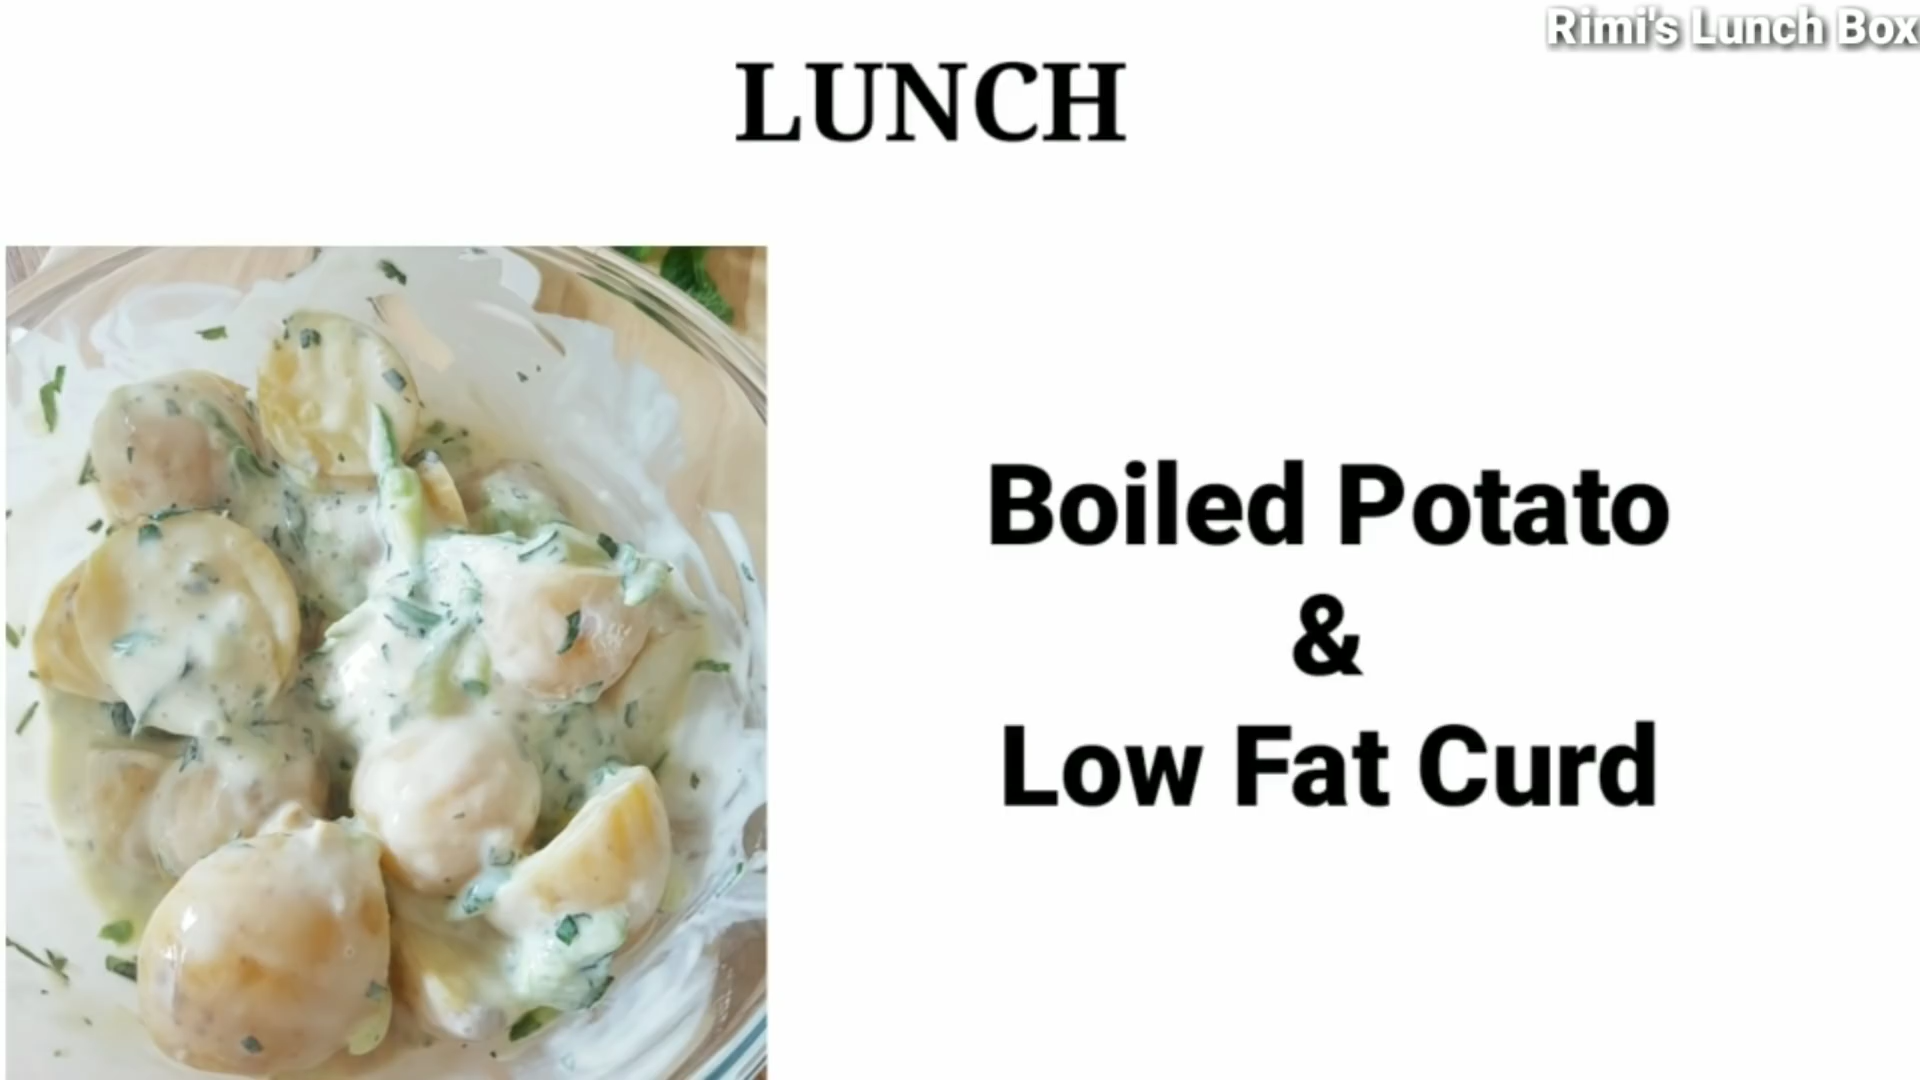 Rimi's Lunch Box
LUNCH
Boiled Potato
&
Low Fat Curd